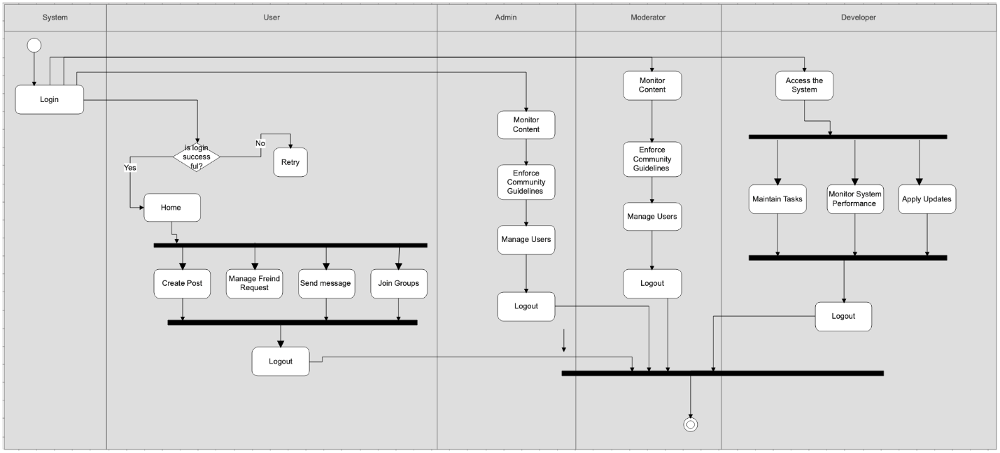 System
User
Admin
Moderator
Developer
Login
is login
success
ful?
No
Yes
Retry
Home
Create Post
Manage Freind
Request
Send message
Join Groups
Logout
Monitor
Content
Enforce
Community
Guidelines
Manage Users
Logout
Monitor
Content
Enforce
Community
Guidelines
Manage Users
Logout
Access the
System
Maintain Tasks
Monitor System
Performance
Apply Updates
Logout